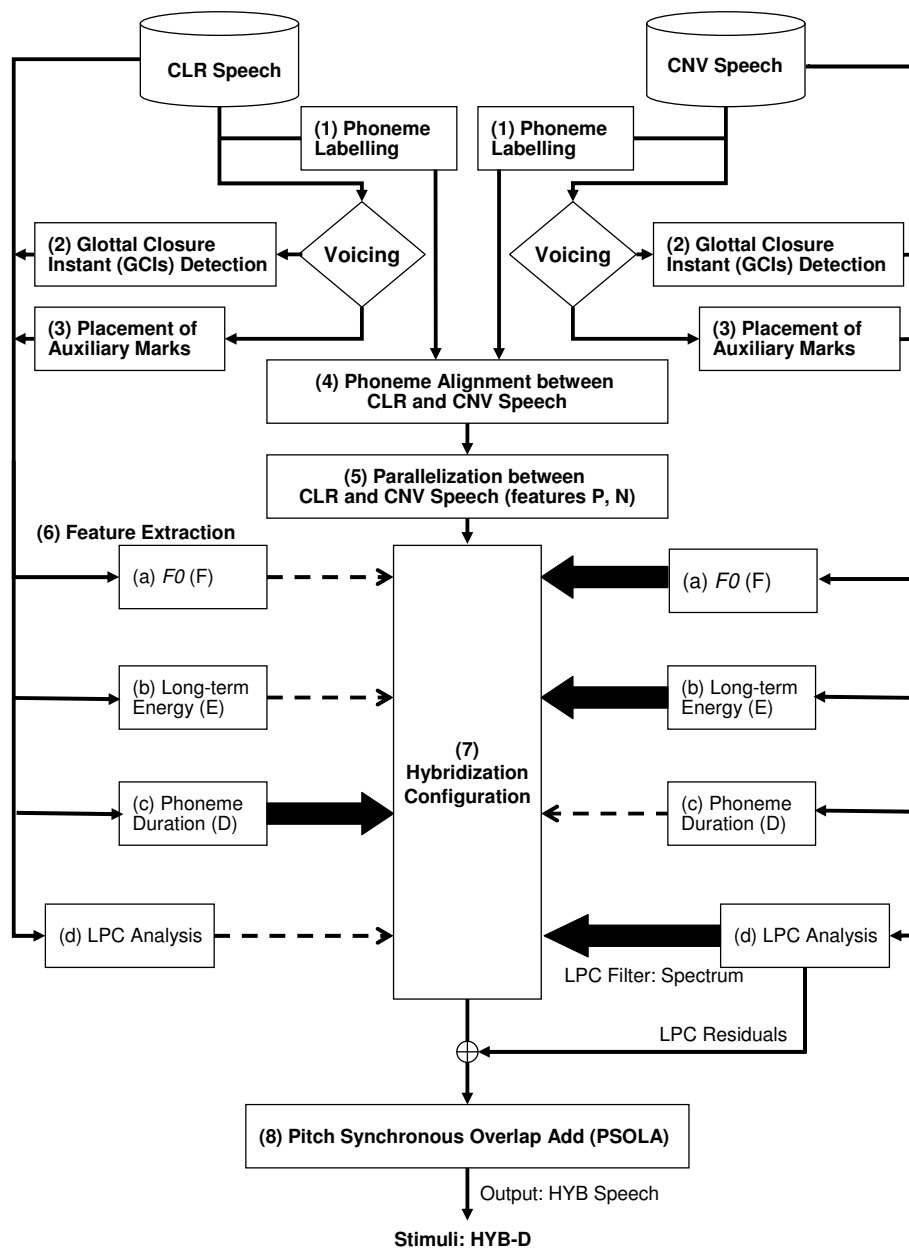 CLR Speech
CNV Speech
(1) Phoneme
Labelling
(1) Phoneme
Labelling
Voicing
Voicing
(2) Glottal Closure
Instant (GCIs) Detection
(2) Glottal Closure
Instant (GCIs) Detection
(3) Placement of
Auxiliary Marks
(3) Placement of
Auxiliary Marks
(4) Phoneme Alignment between
CLR and CNV Speech
(5) Parallelization between
CLR and CNV Speech (features P, N)
(6) Feature Extraction
(a) F0 (F)
(a) F0 (F)
(b) Long-term
Energy (E)
(b) Long-term
Energy (E)
(7)
Hybridization
Configuration
(c) Phoneme
Duration (D)
(c) Phoneme
Duration (D)
(d) LPC Analysis
(d) LPC Analysis
LPC Filter: Spectrum
LPC Residuals
(8) Pitch Synchronous Overlap Add (PSOLA)
Output: HYB Speech
Stimuli: HYB-D